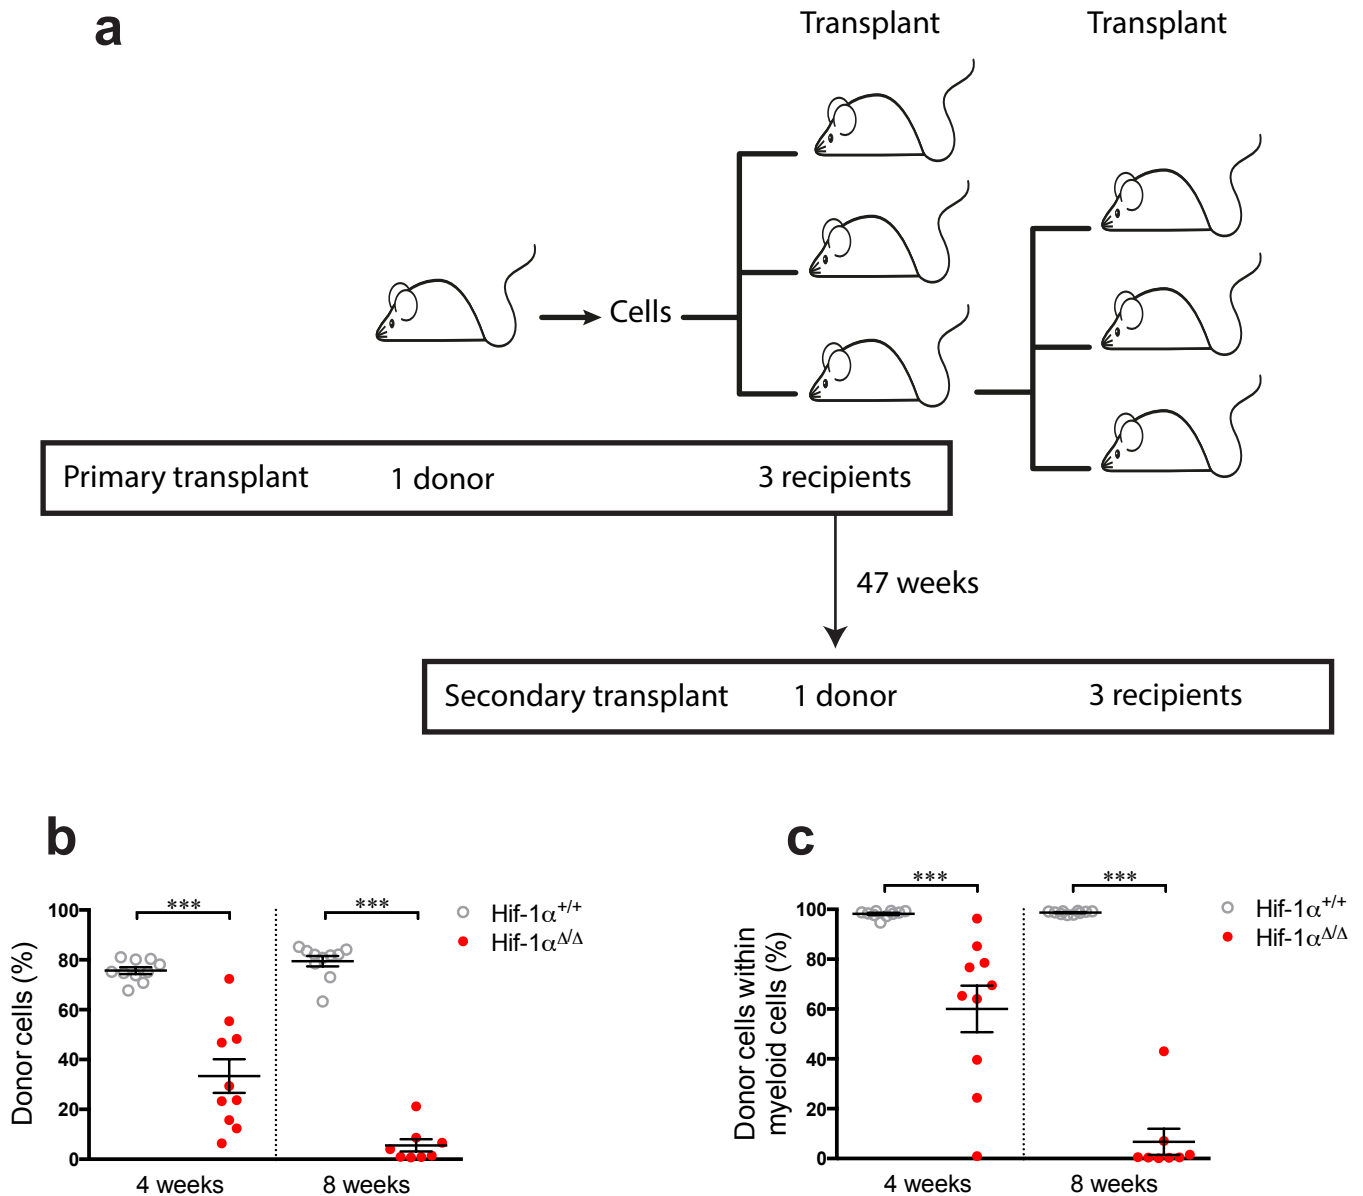 a
Transplant Transplant
Cells
Primary transplant 1 donor 3 recipients
47 weeks
Secondary transplant 1 donor 3 recipients
b
Donor cells (%)
100
80
60
40
20
0
***
***
4 weeks 8 weeks
Hif-1α+/+
Hif-1αΔ/Δ
c
Donor cells within
myeloid cells (%)
100
80
60
40
20
0
***
***
4 weeks 8 weeks
Hif-1α+/+
Hif-1αΔ/Δ